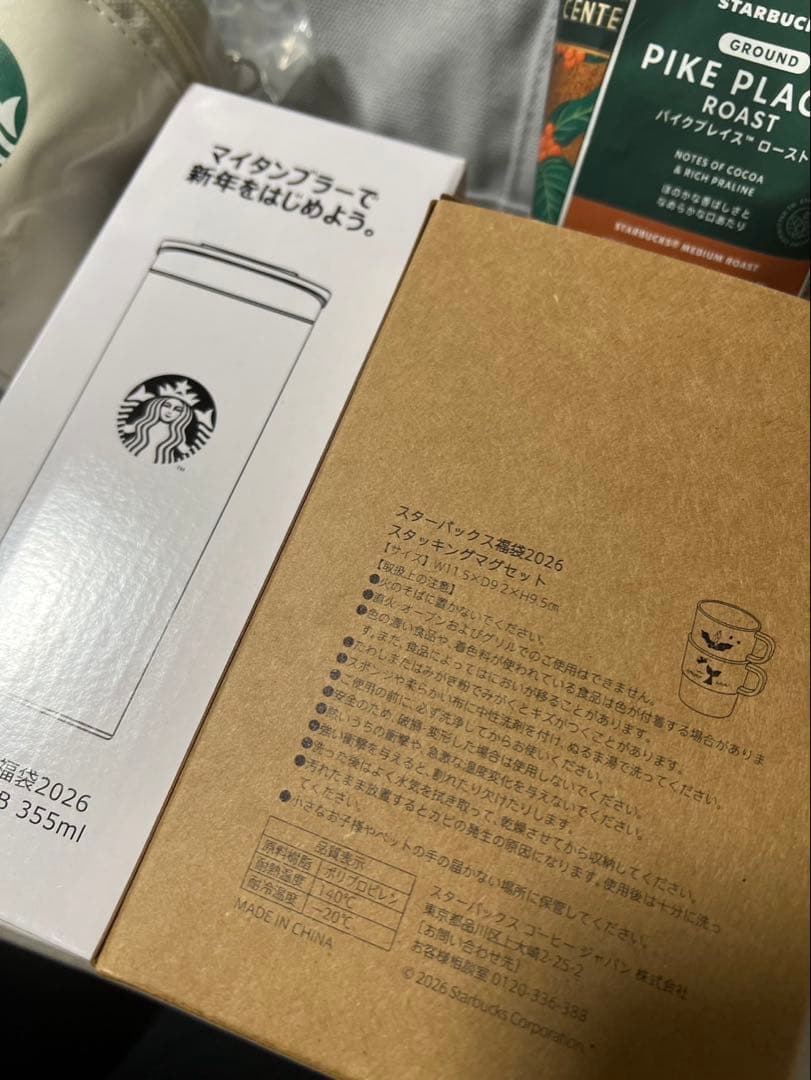 マイタンブラーで
新年をはじめよう。
福袋2026
355ml
CENTE
STARBUC
GROUND
PIKE PLAC
ROAST
パイクプレイス™ ロースト
NOTES OF COCOA
& RICH PRALINE
ほのかな香ばしさと
なめらかな口あたり
STARBUCKS® MEDIUM ROAST
スターバックス福袋2026
スタッキングマグセット
【サイズ】W11.5×D9.2×H9.5㎝
【取扱上の注意】
●火のそばに置かないでください。
●直火・オーブンおよびグリルでのご使用はできません。
●色の濃い食品や、着色料が使われている食品は色が付着する場合がありま
す。また、食品によってはにおいが移ることがあります。
●たわしまたはみがき粉でみがくとキズがつくことがあります。
●スポンジや柔らかい布に中性洗剤を付け、ぬるま湯で洗ってください。
●ご使用の前に、必ず洗浄してからお使いください。
●安全のため、破損・変形した場合は使用しないでください。
●熱いうちの衝撃や、急激な温度変化を与えないでください。
●強い衝撃を与えると、割れたり欠けたりします。
●洗った後はよく水気を拭き取って、乾燥させてから収納してください。
●汚れたまま放置するとカビの発生の原因になります。使用後は十分に洗っ
てください。
●小さなお子様やペットの手の届かない場所に保管してください。
品質表示
原料樹脂 ポリプロピレン
耐熱温度 140℃
耐冷温度 −20℃
MADE IN CHINA
スターバックス コーヒー ジャパン 株式会社
東京都品川区上大崎2-25-2
[お問い合わせ先]
お客様相談室 0120-336-388
© 2026 Starbucks Corporation.